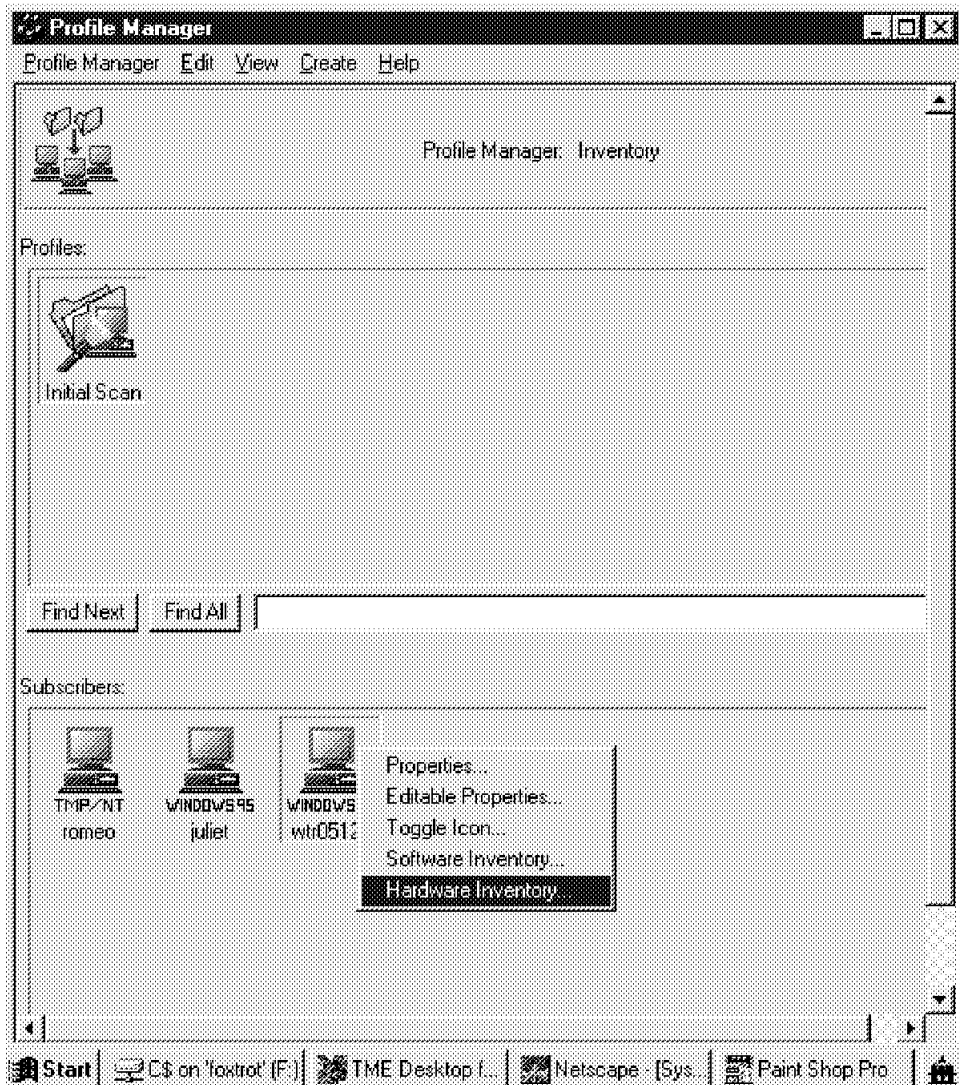 Profile Manager
Profile Manager Edit View Create Help
Profile Manager: Inventory
Profiles:
Initial Scan
Find Next Find All
Subscribers:
TMP/NT
romeo
WINDOWS95
juliet
WINDOWS
wtr0512
Properties...
Editable Properties...
Toggle Icon...
Software Inventory...
Hardware Inventory...
Start C$ on 'foxtrot' (F:) TME Desktop f... Netscape - [Sys... Paint Shop Pro